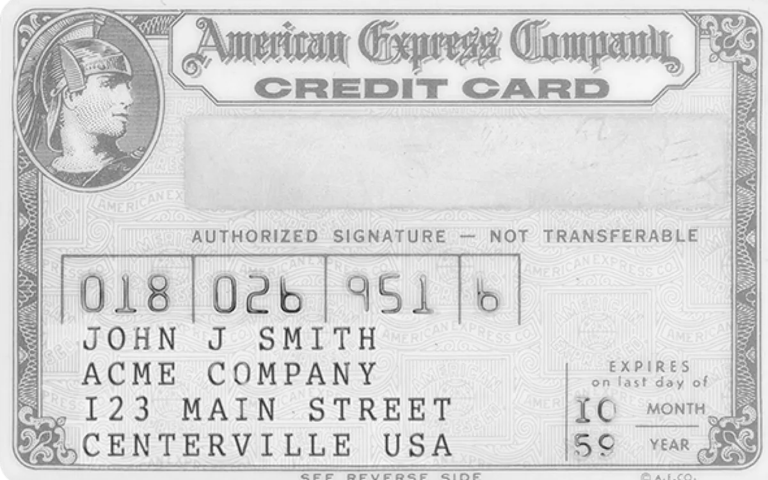 American Express Company
CREDIT CARD
AUTHORIZED SIGNATURE — NOT TRANSFERABLE
018 026 951 6
JOHN J SMITH
ACME COMPANY
123 MAIN STREET
CENTERVILLE USA
EXPIRES
on last day of
10 MONTH
59 YEAR
SEE REVERSE SIDE